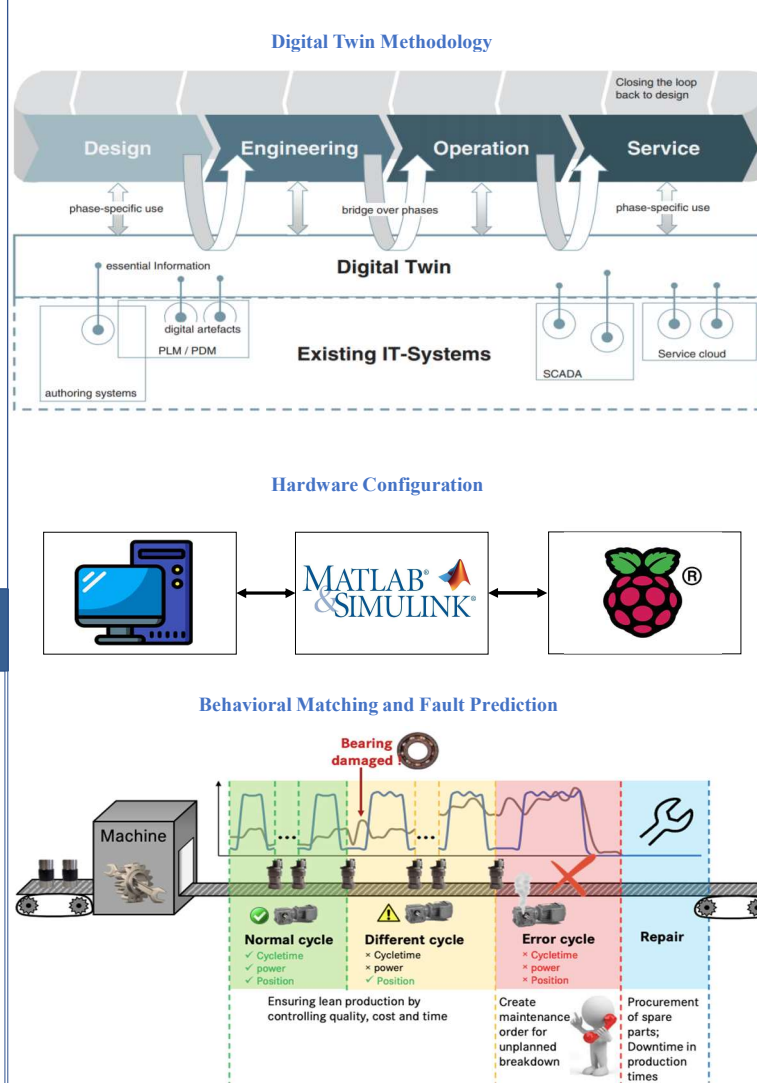 Digital Twin Methodology
Closing the loop
back to design
Design
Engineering
Operation
Service
phase-specific use
bridge over phases
phase-specific use
essential Information
Digital Twin
digital artefacts
PLM / PDM
authoring systems
Existing IT-Systems
SCADA
Service cloud
Hardware Configuration
MATLAB®
&SIMULINK®
®
Behavioral Matching and Fault Prediction
Bearing
damaged !
Machine
...
...
Normal cycle
✓ Cycletime
✓ power
✓ Position
Different cycle
× Cycletime
× power
✓ Position
Error cycle
× Cycletime
× power
× Position
Repair
Ensuring lean production by
controlling quality, cost and time
Create
maintenance
order for
unplanned
breakdown
Procurement
of spare
parts;
Downtime in
production
times